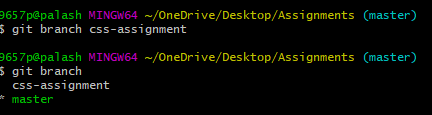 9657p@palash MINGW64 ~/OneDrive/Desktop/Assignments (master)
$ git branch css-assignment
9657p@palash MINGW64 ~/OneDrive/Desktop/Assignments (master)
$ git branch
  css-assignment
* master